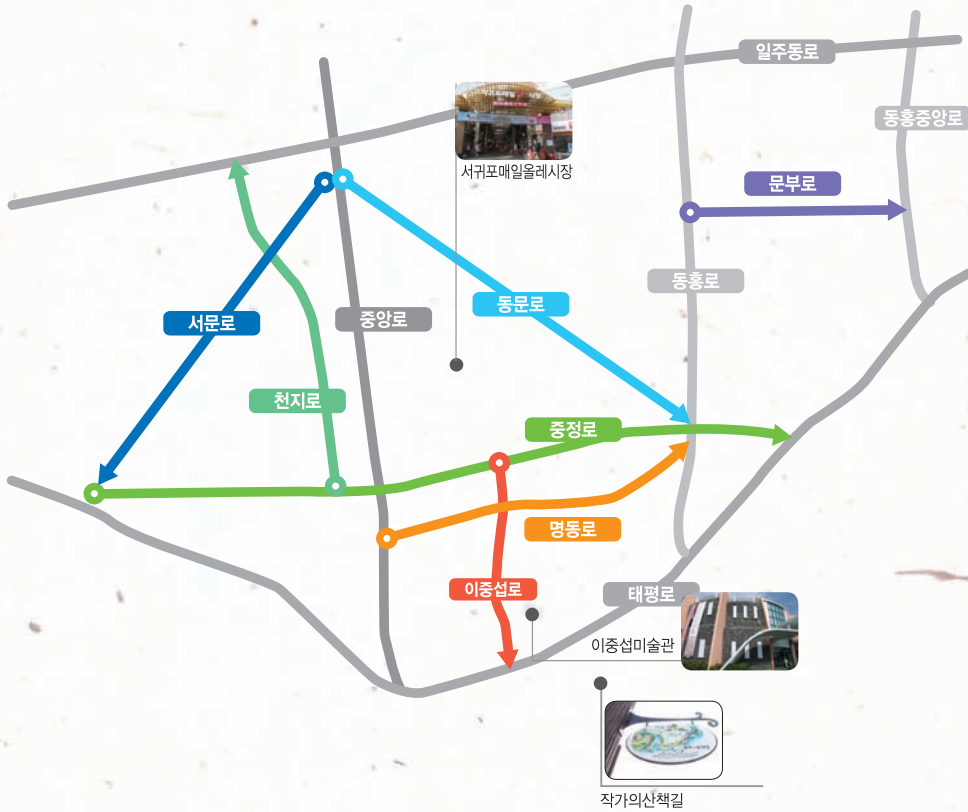 일주동로
동홍중앙로
서귀포매일올레시장
문부로
동홍로
동문로
서문로
중앙로
천지로
중정로
명동로
이중섭로
태평로
이중섭미술관
작가의산책길